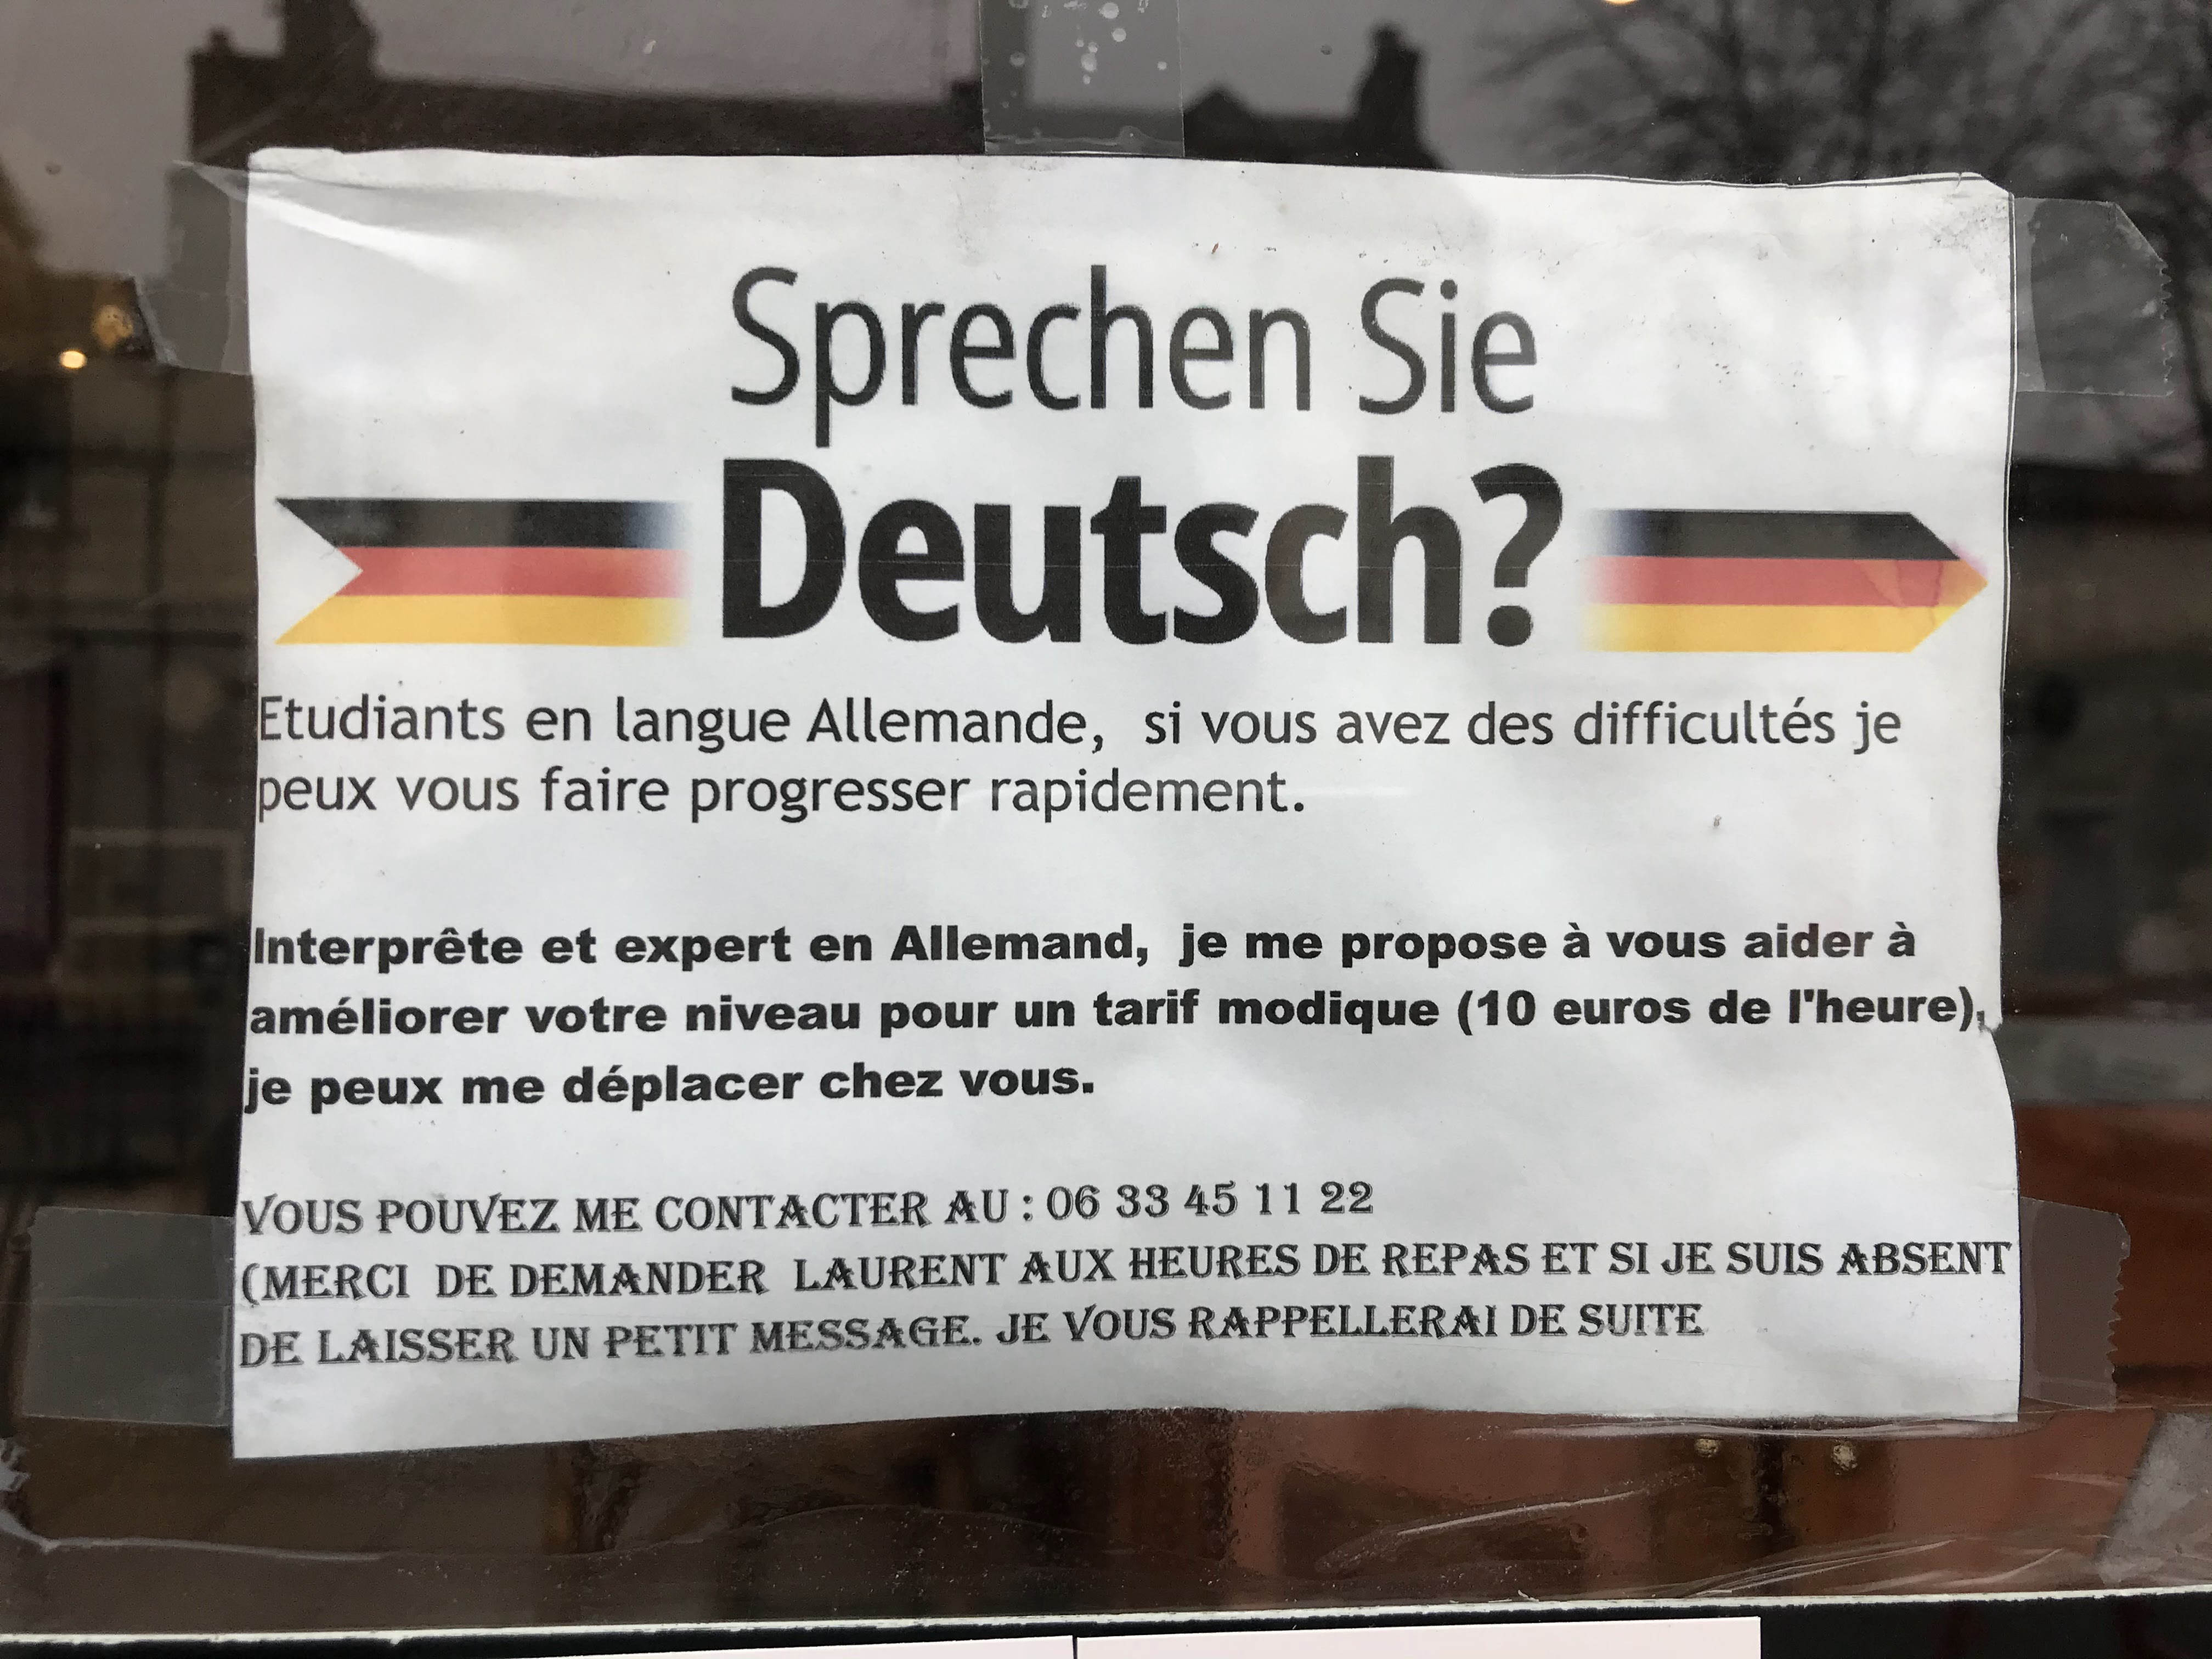 Sprechen Sie
Deutsch?
Etudiants en langue Allemande, si vous avez des difficultés je
peux vous faire progresser rapidement.
Interprête et expert en Allemand, je me propose à vous aider à
améliorer votre niveau pour un tarif modique (10 euros de l'heure),
je peux me déplacer chez vous.
VOUS POUVEZ ME CONTACTER AU : 06 33 45 11 22
(MERCI DE DEMANDER LAURENT AUX HEURES DE REPAS ET SI JE SUIS ABSENT
DE LAISSER UN PETIT MESSAGE. JE VOUS RAPPELLERAI DE SUITE